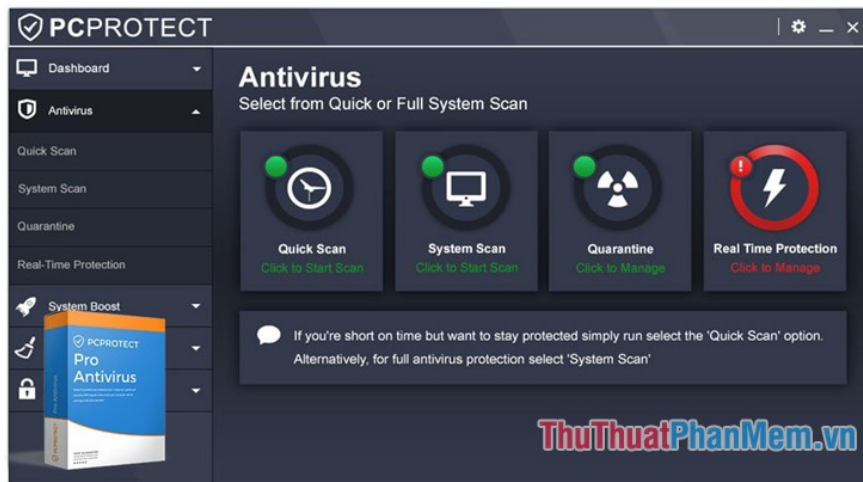 PCPROTECT
Dashboard
Antivirus
Quick Scan
System Scan
Quarantine
Real-Time Protection
System Boost
PCPROTECT
Pro
Antivirus
Pro Antivirus
PCPROTECT
Antivirus
Select from Quick or Full System Scan
Quick Scan
Click to Start Scan
System Scan
Click to Start Scan
Quarantine
Click to Manage
!
Real Time Protection
Click to Manage
If you're short on time but want to stay protected simply run select the 'Quick Scan' option.
Alternatively, for full antivirus protection select 'System Scan'
ThuThuatPhanMem.vn